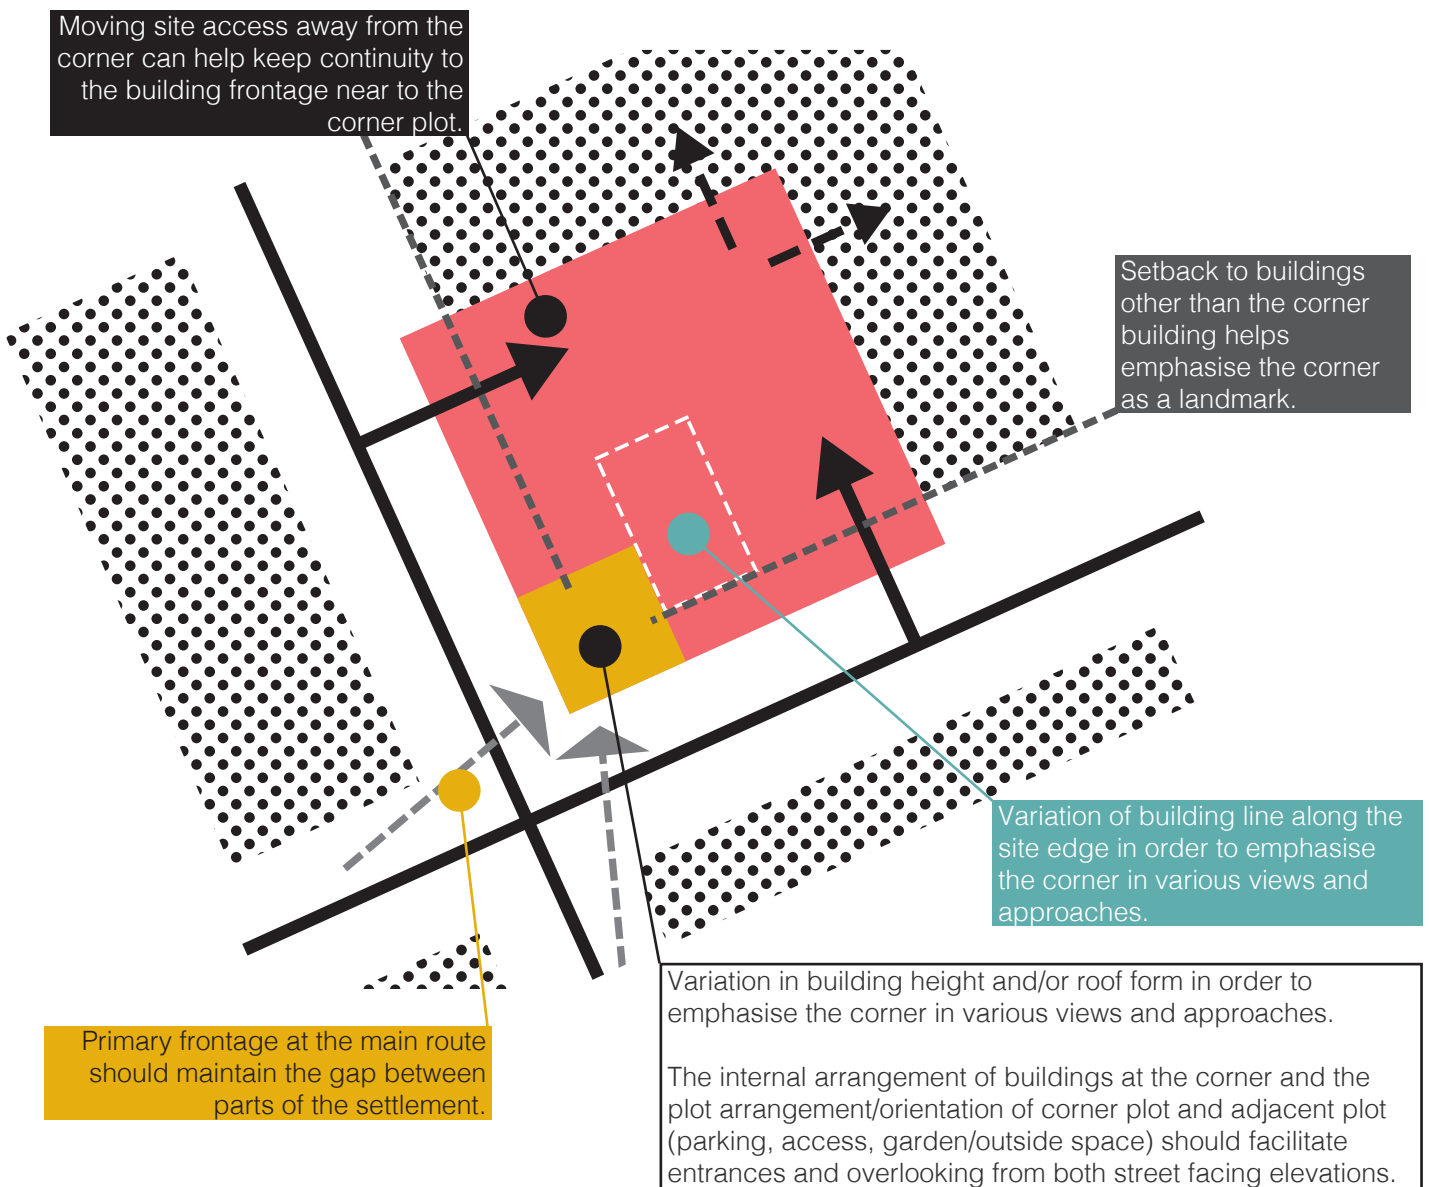 Moving site access away from the
corner can help keep continuity to
the building frontage near to the
corner plot.
Setback to buildings
other than the corner
building helps
emphasise the corner
as a landmark.
Variation of building line along the
site edge in order to emphasise
the corner in various views and
approaches.
Variation in building height and/or roof form in order to
emphasise the corner in various views and approaches.
The internal arrangement of buildings at the corner and the
plot arrangement/orientation of corner plot and adjacent plot
(parking, access, garden/outside space) should facilitate
entrances and overlooking from both street facing elevations.
Primary frontage at the main route
should maintain the gap between
parts of the settlement.